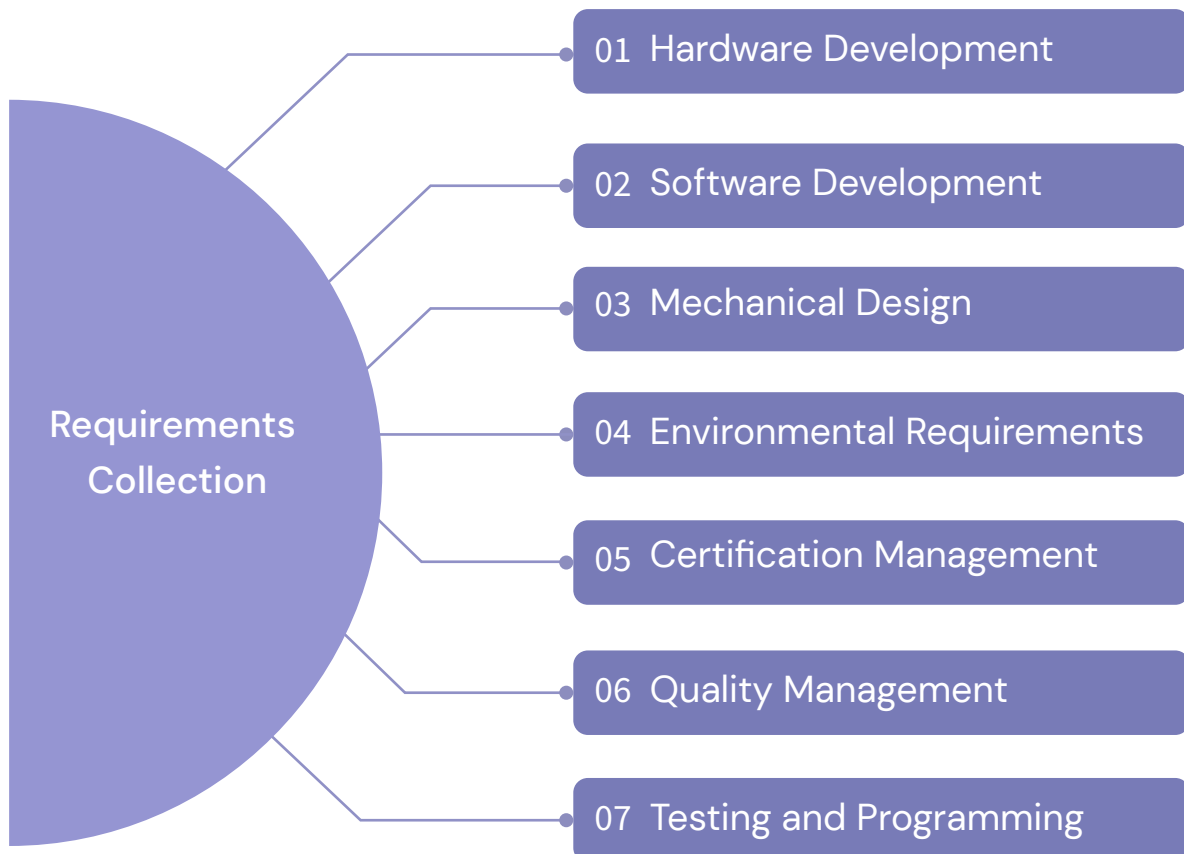 Requirements
Collection
01 Hardware Development
02 Software Development
03 Mechanical Design
04 Environmental Requirements
05 Certification Management
06 Quality Management
07 Testing and Programming